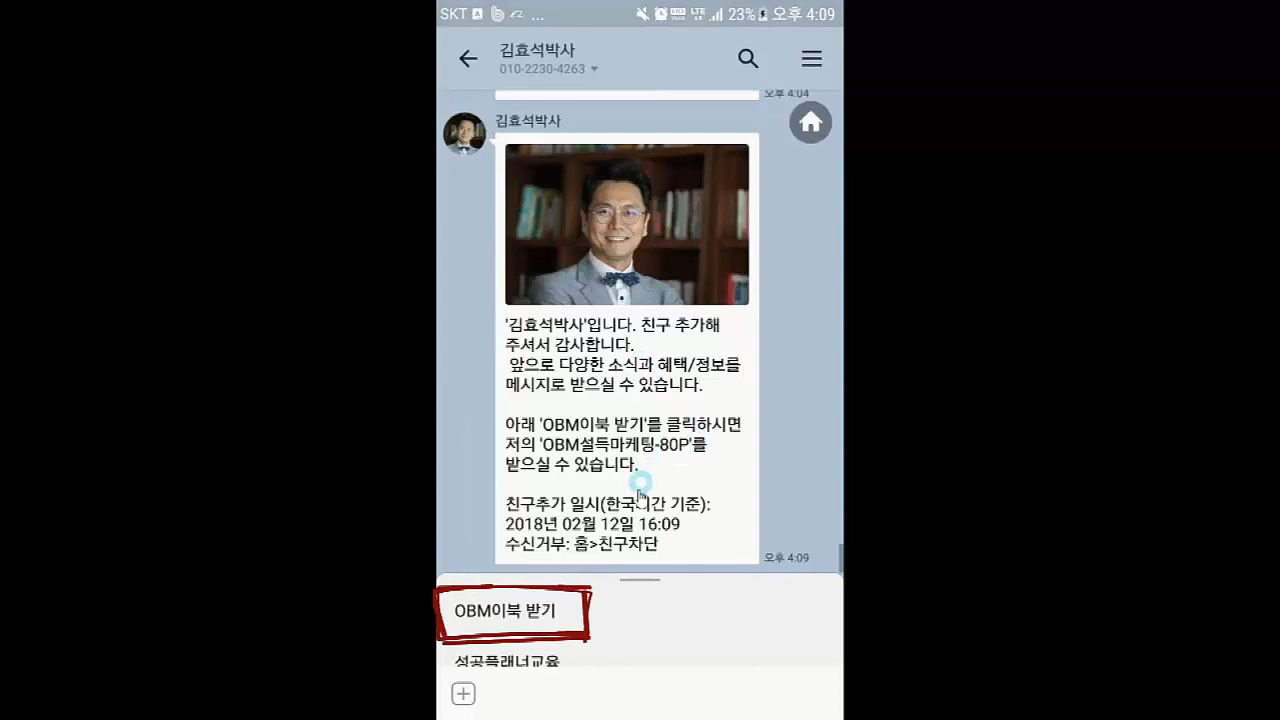 SKT A ... 23% 오후 4:09
김효석박사
010-2230-4263
오후 4:04
김효석박사
'김효석박사'입니다. 친구 추가해
주셔서 감사합니다.
앞으로 다양한 소식과 혜택/정보를
메시지로 받으실 수 있습니다.
아래 'OBM이북 받기'를 클릭하시면
저의 'OBM설득마케팅-80P'를
받으실 수 있습니다.
친구추가 일시(한국시간 기준):
2018년 02월 12일 16:09
수신거부: 홈>친구차단
오후 4:09
OBM이북 받기
성공플래너교육